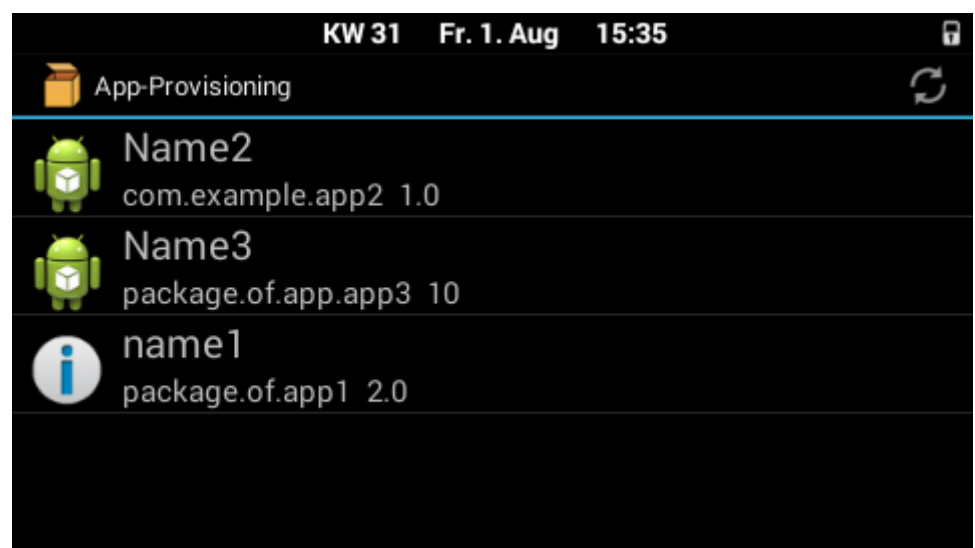 KW 31 Fr. 1. Aug 15:35
App-Provisioning
Name2
com.example.app2 1.0
Name3
package.of.app.app3 10
name1
package.of.app1 2.0